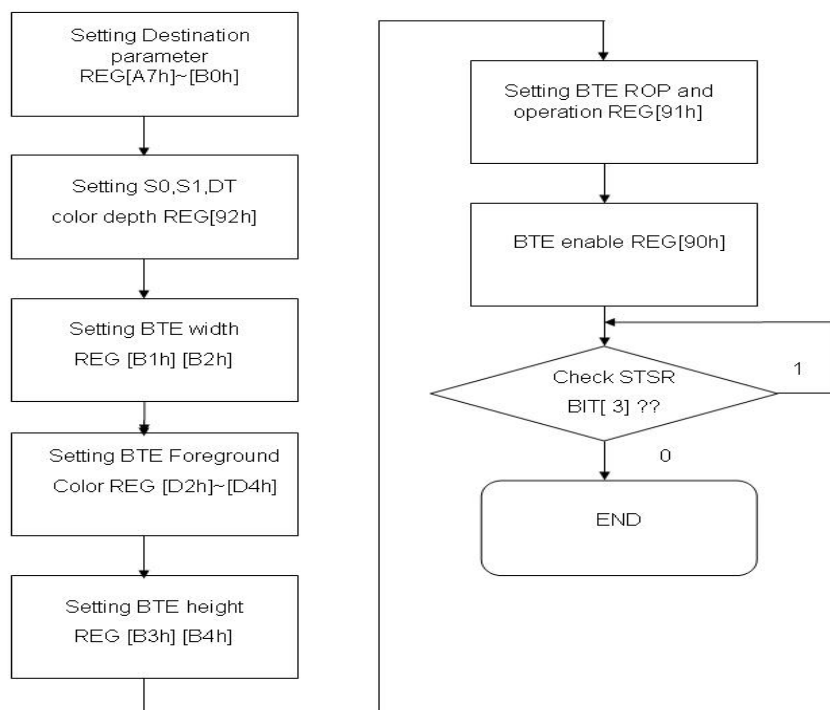 Setting Destination
parameter
REG[A7h]~[B0h]
Setting S0,S1,DT
color depth REG[92h]
Setting BTE width
REG [B1h] [B2h]
Setting BTE Foreground
Color REG [D2h]~[D4h]
Setting BTE height
REG [B3h] [B4h]
Setting BTE ROP and
operation REG[91h]
BTE enable REG[90h]
Check STSR
BIT[ 3] ??
1
0
END